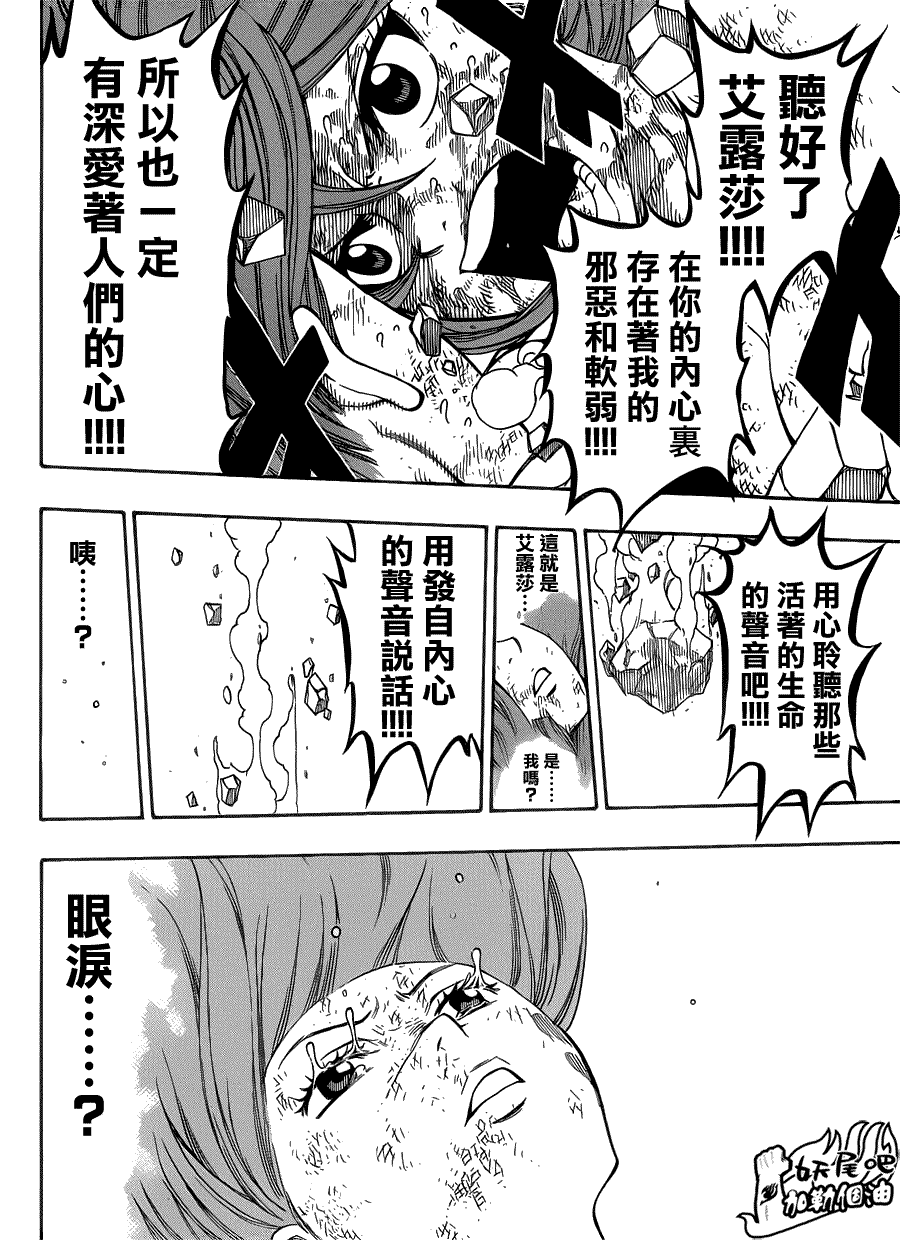 聽好了
艾露莎!!!!
在你的內心裏
存在著我的
邪惡和軟弱!!!!
所以也一定
有深愛著人們的心!!!!
用心聆聽那些
活著的生命
的聲音吧!!!!
這就是
艾露莎…
是……
我嗎?
用發自內心
的聲音説話!!!!
咦……?
眼淚……?
妖尾吧
加勒個油